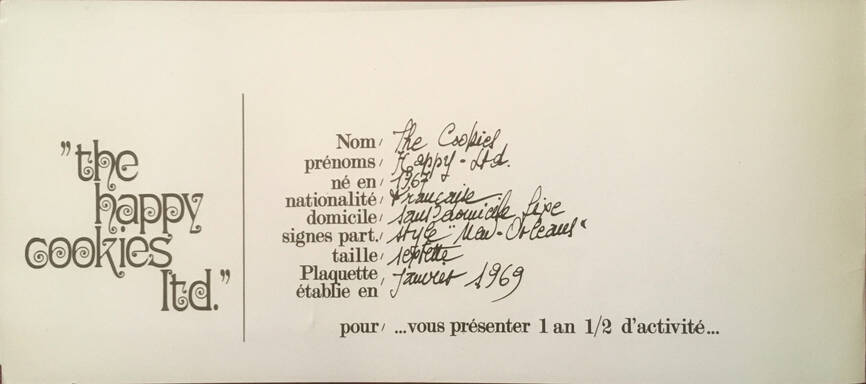 "the
happy
cookies
ltd."
Nom/ The Cookies
prénoms/ Happy-Ltd.
né en/ 1967
nationalité/ Française
domicile/ sans domicile fixe
signes part./ style "New-Orleans"
taille/ septette
Plaquette/
établie en/ Janvier 1969
pour/ ...vous présenter 1 an 1/2 d'activité...